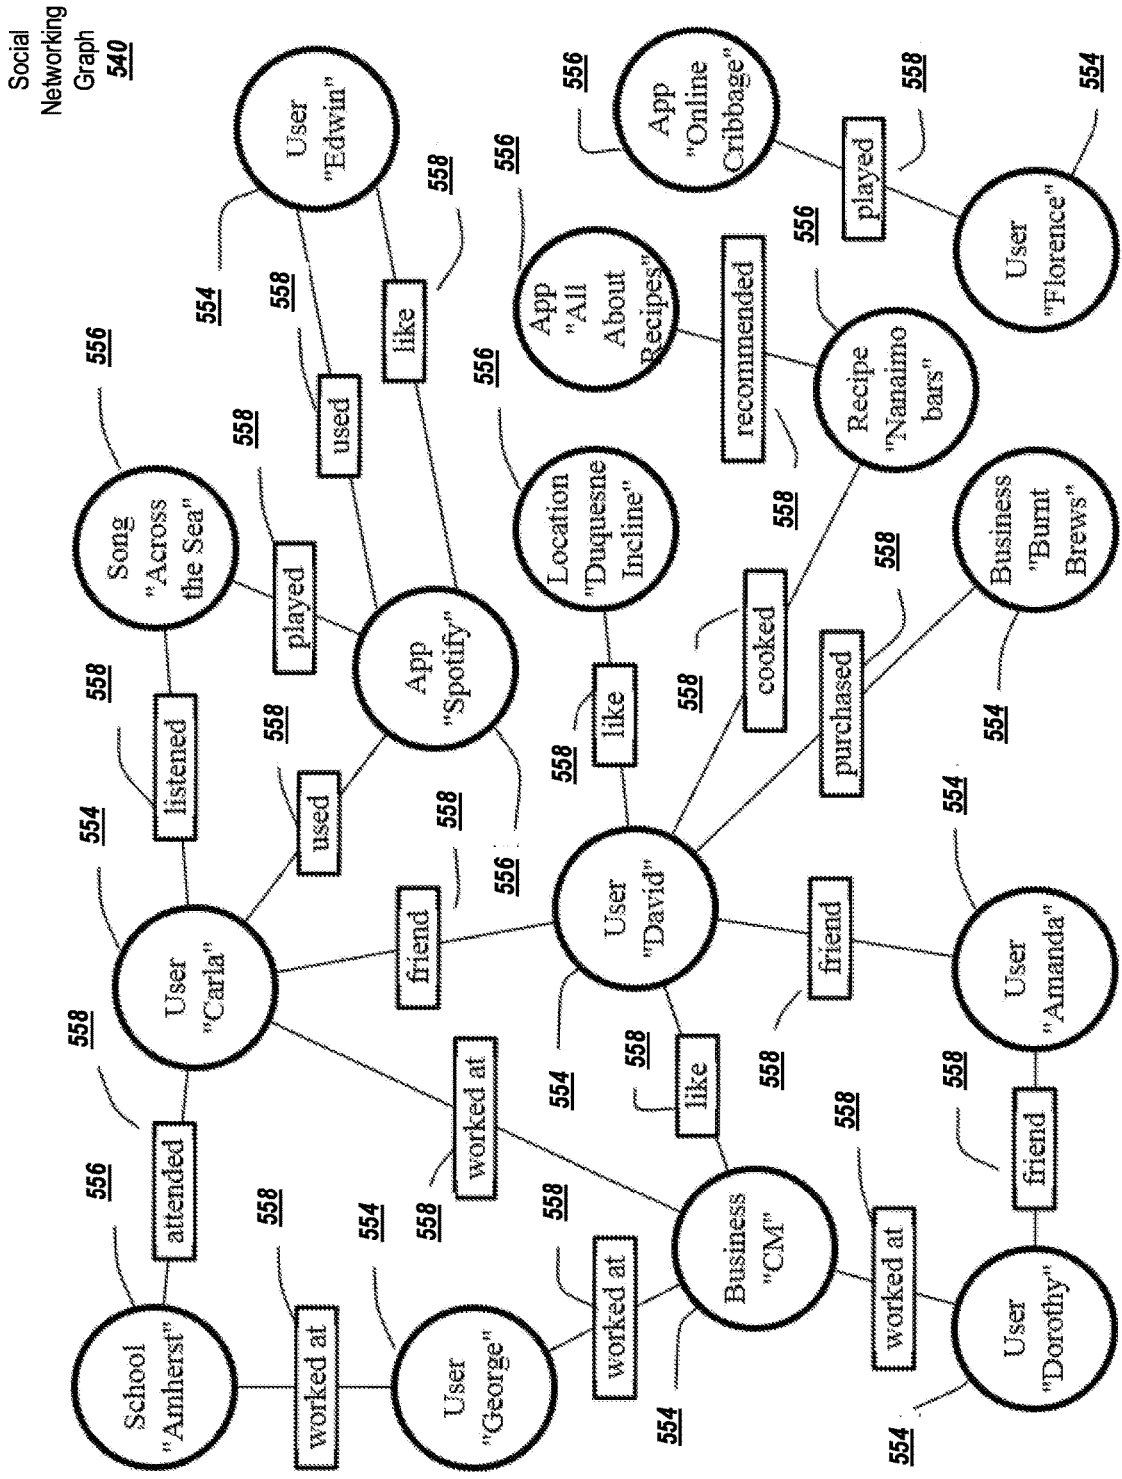 Social
Networking
Graph
540
556
558
554
558
556
School
"Amherst"
attended
User
"Carla"
listened
Song
"Across
the Sea"
558
558
558
558
554
worked at
used
played
used
User
"Edwin"
554
558
558
558
User
"George"
worked at
friend
App
"Spotify"
like
556
556
556
558
554
558
worked at
User
"David"
like
Location
"Duquesne
Incline"
App
"All
About
Recipes"
556
554
558
558
Business
"CM"
like
cooked
recommended
App
"Online
Cribbage"
558
558
558
556
worked at
friend
purchased
Recipe
"Nanaimo
bars"
played
558
554
558
554
554
558
User
"Dorothy"
friend
User
"Amanda"
Business
"Burnt
Brews"
User
"Florence"
554